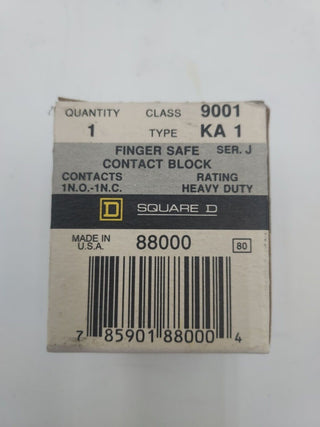 QUANTITY CLASS 9001
1 TYPE KA 1
FINGER SAFE SER. J
CONTACT BLOCK
CONTACTS RATING
1N.O.-1N.C. HEAVY DUTY
D SQUARE D
MADE IN U.S.A. 88000 80
7 85901 88000 4